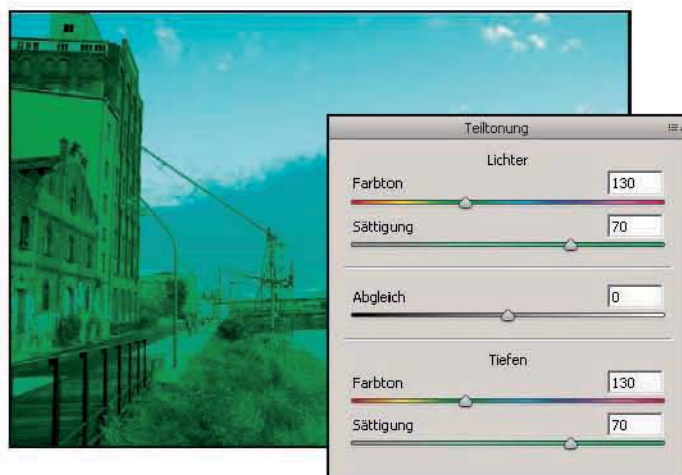 Teiltonung
Lichter
Farbton 130
Sättigung 70
Abgleich 0
Tiefen
Farbton 130
Sättigung 70